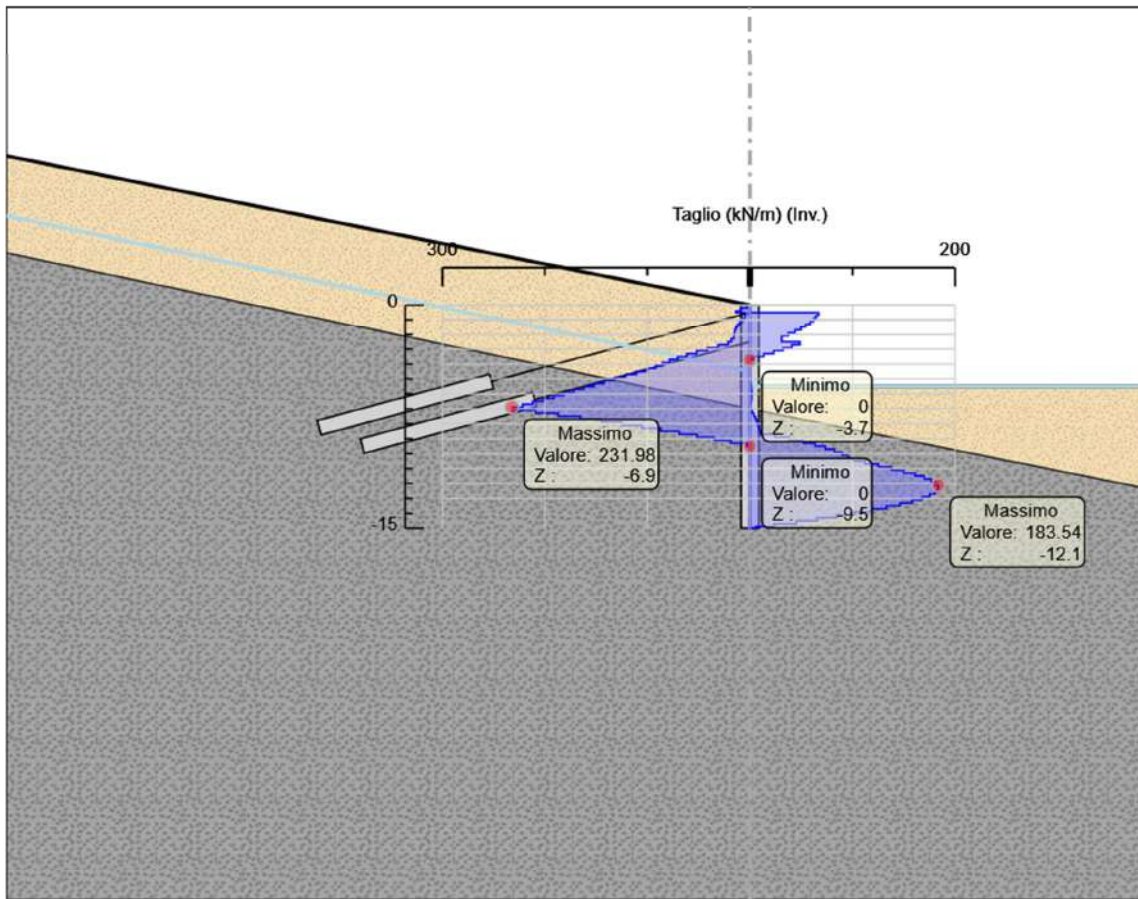 Taglio (kN/m) (Inv.)
300
200
0
Minimo
Valore: 0
Z : -3.7
Massimo
Valore: 231.98
Z : -6.9
Minimo
Valore: 0
Z : -9.5
Massimo
Valore: 183.54
Z : -12.1
-15